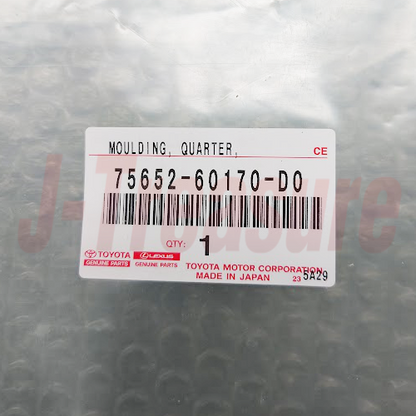 MOULDING, QUARTER, CE
75652-60170-D0
QTY: 1
TOYOTA GENUINE PARTS
LEXUS GENUINE PARTS
TOYOTA MOTOR CORPORATION
MADE IN JAPAN 23 5A29
J-Treasure